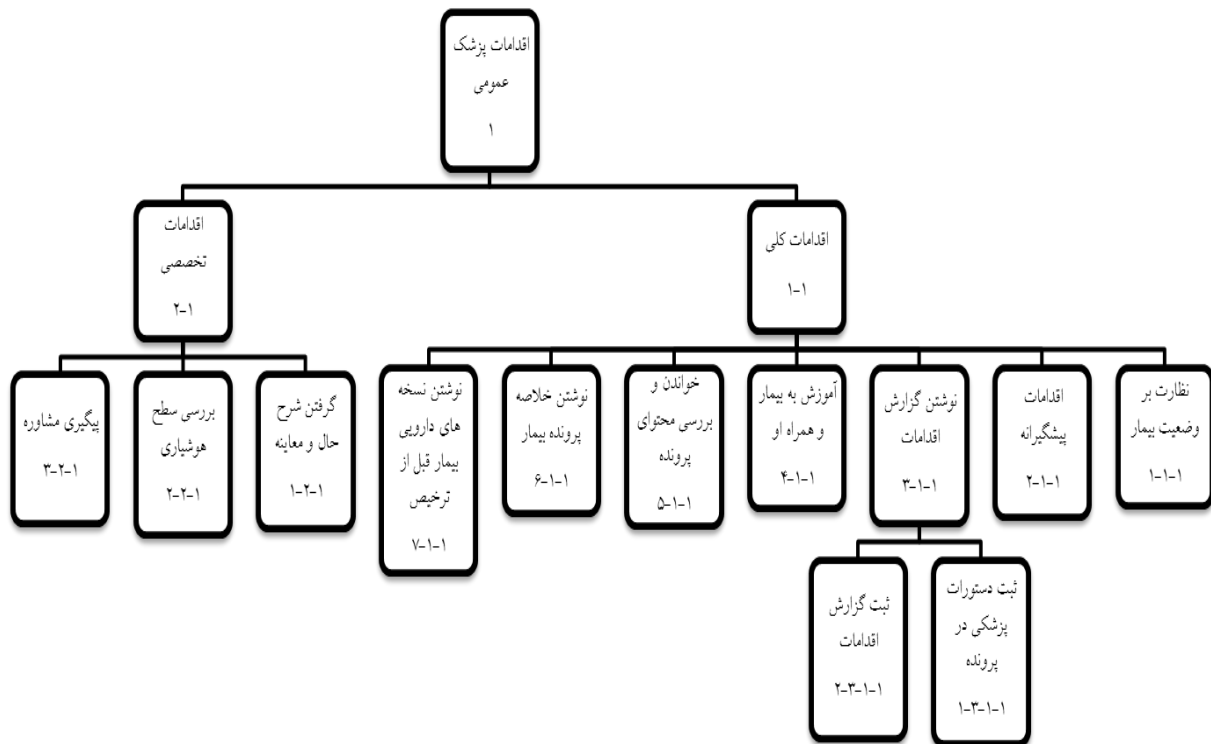 اقدامات پزشک
عمومی
۱
اقدامات کلی
۱-۱
اقدامات
تخصصی
۲-۱
نظارت بر
وضعیت بیمار
۱-۱-۱
اقدامات
پیشگیرانه
۲-۱-۱
نوشتن گزارش
اقدامات
۳-۱-۱
آموزش به بیمار
و همراه او
۴-۱-۱
خواندن و
بررسی محتوای
پرونده
۵-۱-۱
نوشتن خلاصه
پرونده بیمار
۶-۱-۱
نوشتن نسخه
های دارویی
بیمار قبل از
ترخیص
۷-۱-۱
گرفتن شرح
حال و معاینه
۱-۲-۱
بررسی سطح
هوشیاری
۲-۲-۱
پیگیری مشاوره
۳-۲-۱
ثبت دستورات
پزشکی در
پرونده
۱-۳-۱-۱
ثبت گزارش
اقدامات
۲-۳-۱-۱